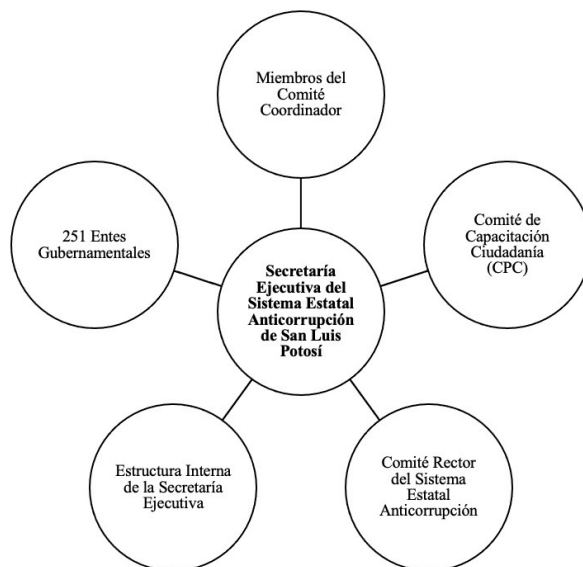 Miembros del
Comité
Coordinador
251 Entes
Gubernamentales
Comité de
Capacitación
Ciudadanía
(CPC)
Secretaría
Ejecutiva del
Sistema Estatal
Anticorrupción
de San Luis
Potosí
Estructura Interna
de la Secretaría
Ejecutiva
Comité Rector
del Sistema
Estatal
Anticorrupción